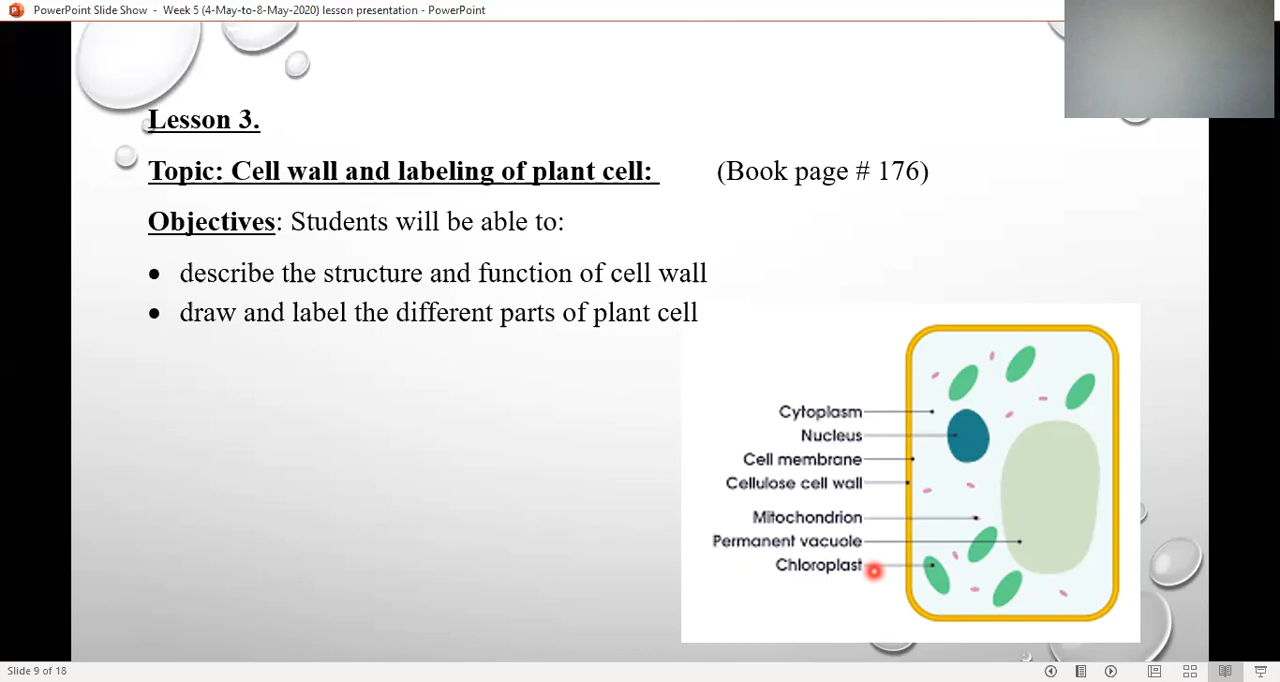 PowerPoint Slide Show - Week 5 (4-May-to-8-May-2020) lesson presentation - PowerPoint
Lesson 3.
Topic: Cell wall and labeling of plant cell: (Book page # 176)
Objectives: Students will be able to:
• describe the structure and function of cell wall
• draw and label the different parts of plant cell
Cytoplasm
Nucleus
Cell membrane
Cellulose cell wall
Mitochondrion
Permanent vacuole
Chloroplast
Slide 9 of 18